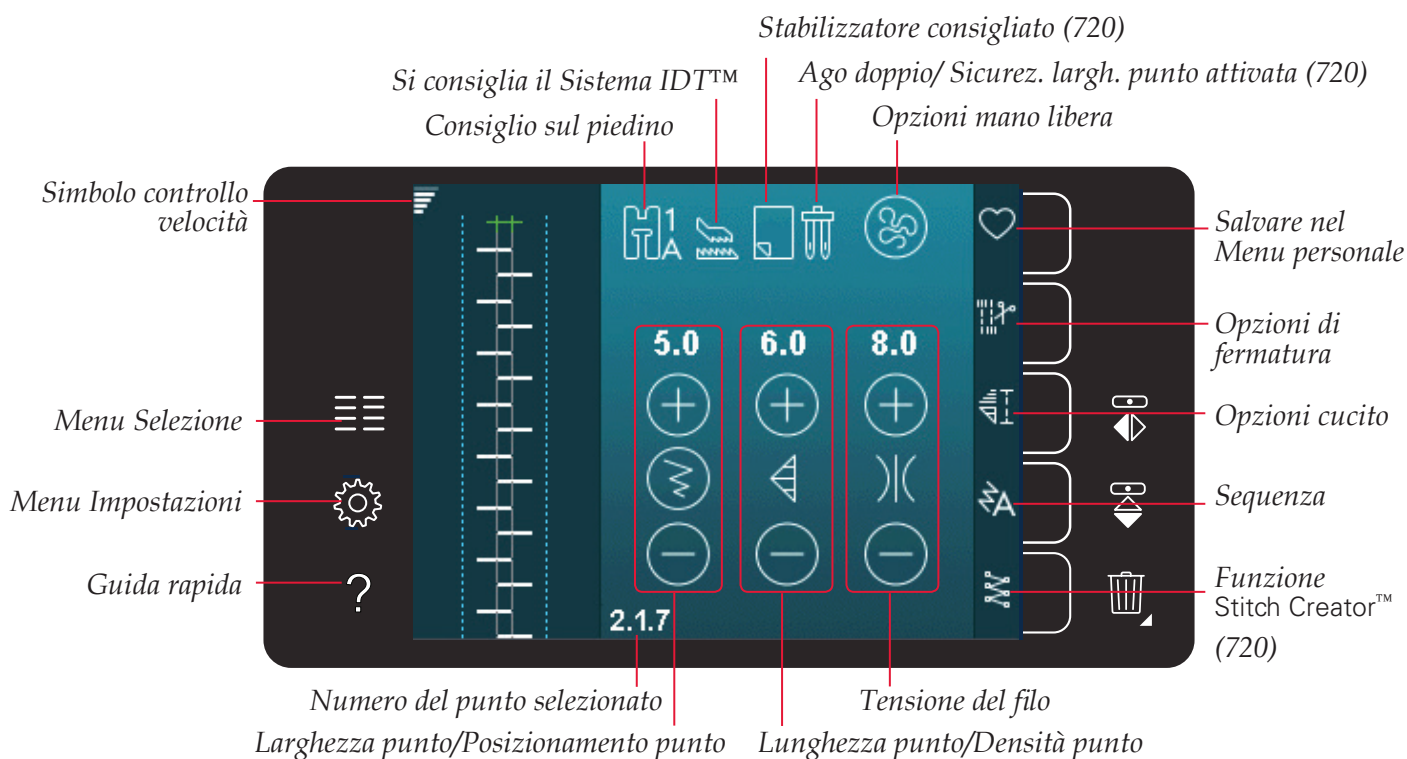 Stabilizzatore consigliato (720)
Si consiglia il Sistema IDT™
Ago doppio/ Sicurez. largh. punto attivata (720)
Consiglio sul piedino
Opzioni mano libera
Simbolo controllo
velocità
1
A
Salvare nel
Menu personale
Opzioni di
fermatura
5.0
6.0
8.0
Menu Selezione
Opzioni cucito
Menu Impostazioni
A
Sequenza
Guida rapida
?
Funzione
Stitch Creator™
(720)
2.1.7
Numero del punto selezionato
Tensione del filo
Larghezza punto/Posizionamento punto
Lunghezza punto/Densità punto